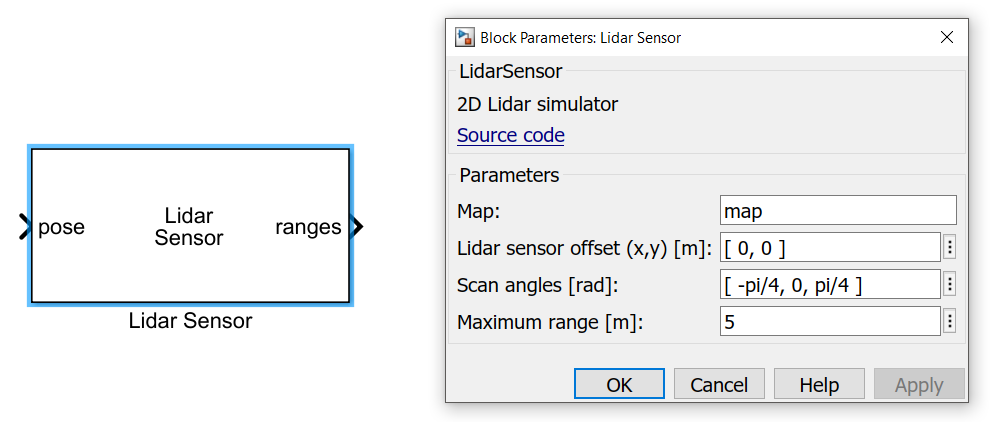 pose
Lidar
Sensor
ranges
Lidar Sensor
Block Parameters: Lidar Sensor
LidarSensor
2D Lidar simulator
Source code
Parameters
Map: map
Lidar sensor offset (x,y) [m]: [ 0, 0 ]
Scan angles [rad]: [ -pi/4, 0, pi/4 ]
Maximum range [m]: 5
OK Cancel Help Apply